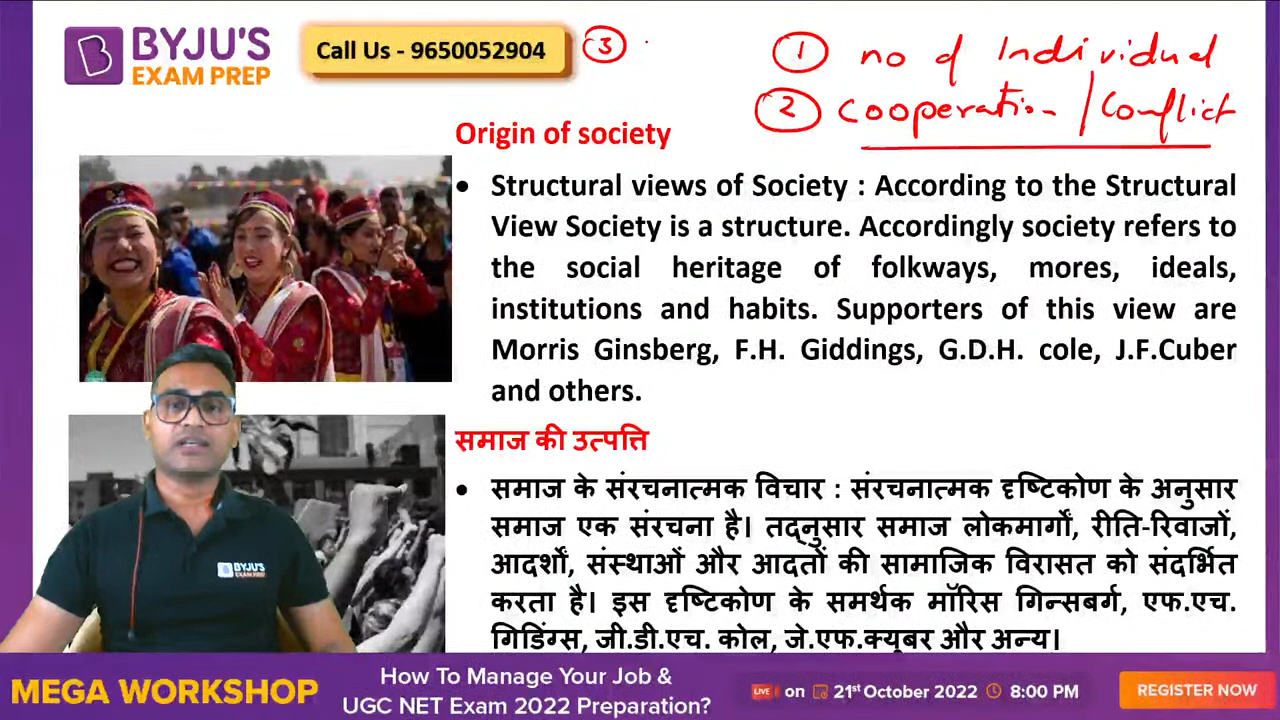 BYJU'S
EXAM PREP
Call Us - 9650052904
3
1 no of Individual
2 cooperation / Conflict
Origin of society
• Structural views of Society : According to the Structural
View Society is a structure. Accordingly society refers to
the social heritage of folkways, mores, ideals,
institutions and habits. Supporters of this view are
Morris Ginsberg, F.H. Giddings, G.D.H. cole, J.F.Cuber
and others.
समाज की उत्पत्ति
• समाज के संरचनात्मक विचार : संरचनात्मक दृष्टिकोण के अनुसार
समाज एक संरचना है। तद्नुसार समाज लोकमार्गों, रीति-रिवाजों,
आदर्शों, संस्थाओं और आदतों की सामाजिक विरासत को संदर्भित
करता है। इस दृष्टिकोण के समर्थक मॉरिस गिन्सबर्ग, एफ.एच.
गिडिंग्स, जी.डी.एच. कोल, जे.एफ.क्यूबर और अन्य।
BYJU'S
EXAM PREP
MEGA WORKSHOP
How To Manage Your Job &
UGC NET Exam 2022 Preparation?
LIVE on 21st October 2022 8:00 PM
REGISTER NOW